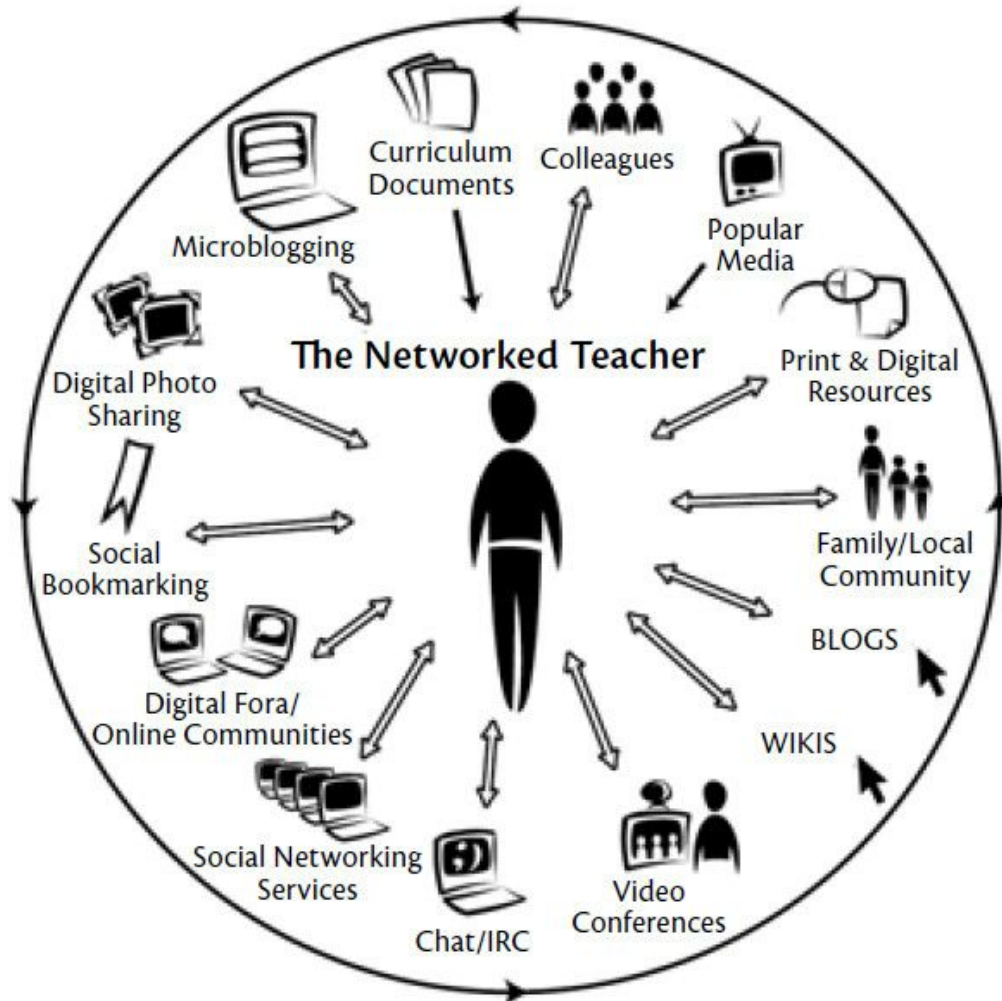 Curriculum
Documents
Colleagues
Popular
Media
Microblogging
The Networked Teacher
Print & Digital
Resources
Digital Photo
Sharing
Family/Local
Community
Social
Bookmarking
BLOGS
Digital Fora/
Online Communities
WIKIS
Social Networking
Services
Chat/IRC
Video
Conferences